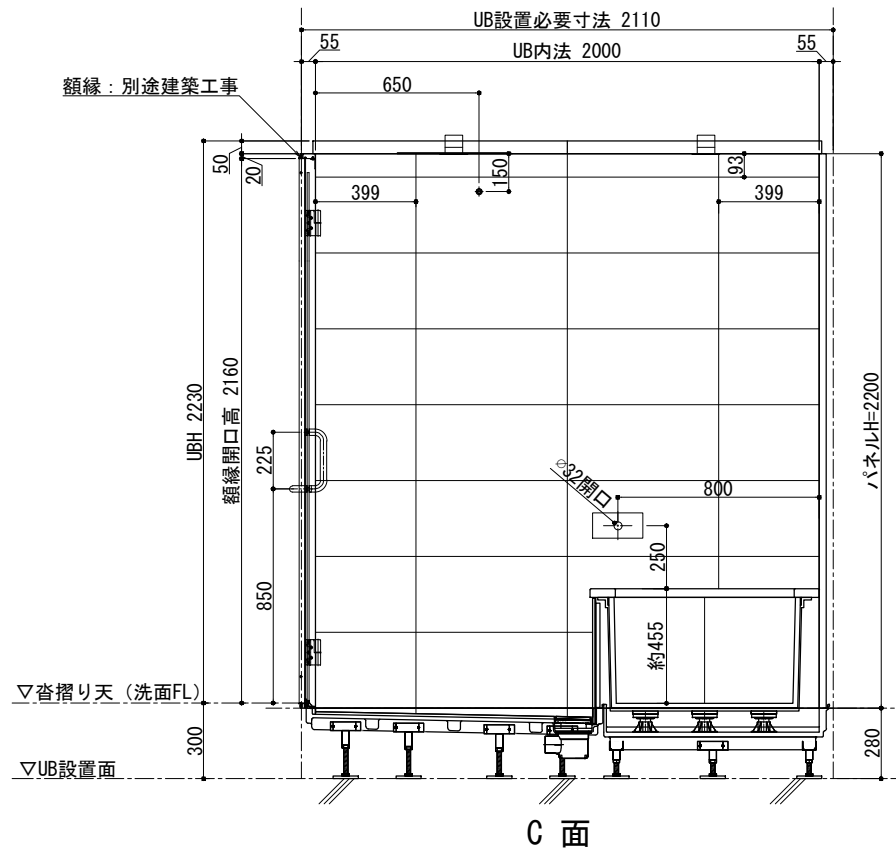 UB設置必要寸法 2110
55
UB内法 2000
55
額縁：別途建築工事
650
50
20
150
93
399
399
UBH 2230
額縁開口高 2160
パネルH=2200
225
850
⌀32開口
800
250
約455
▽沓摺り天（洗面FL）
300
280
▽UB設置面
C 面